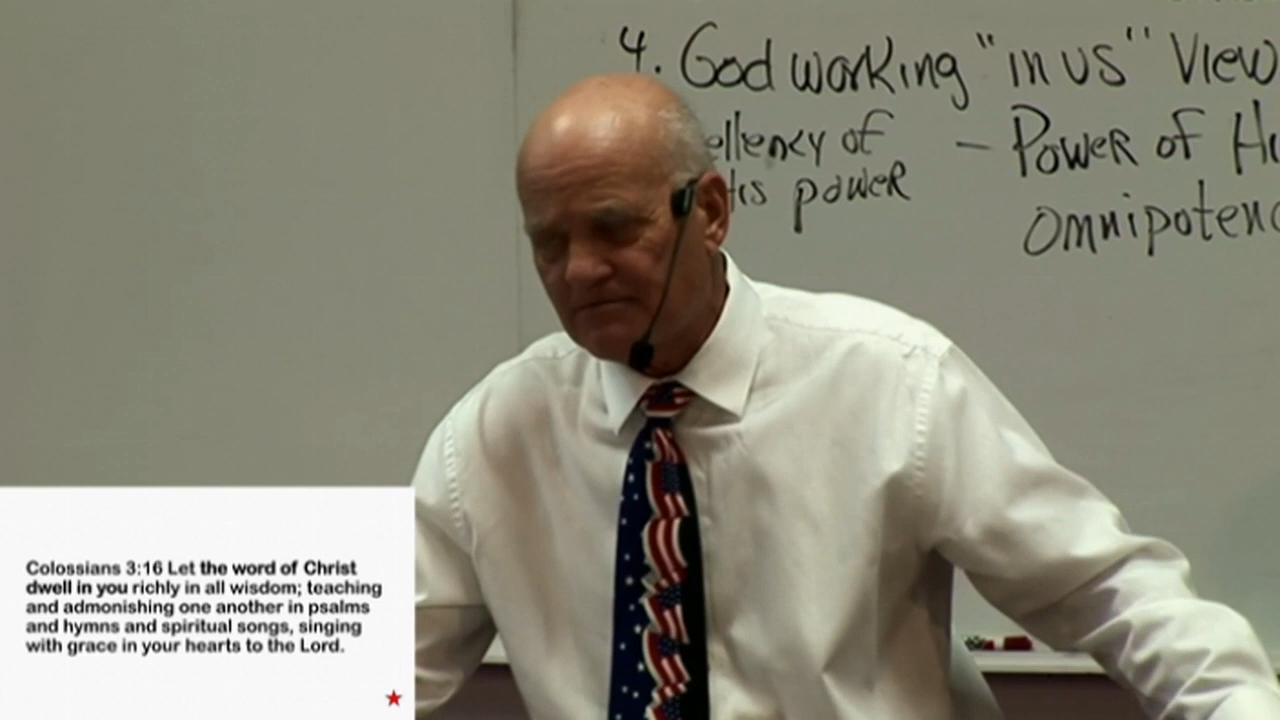 4. God working "in us" View
ellency of - Power of H
His power
omnipotenc
Colossians 3:16 Let the word of Christ
dwell in you richly in all wisdom; teaching
and admonishing one another in psalms
and hymns and spiritual songs, singing
with grace in your hearts to the Lord.